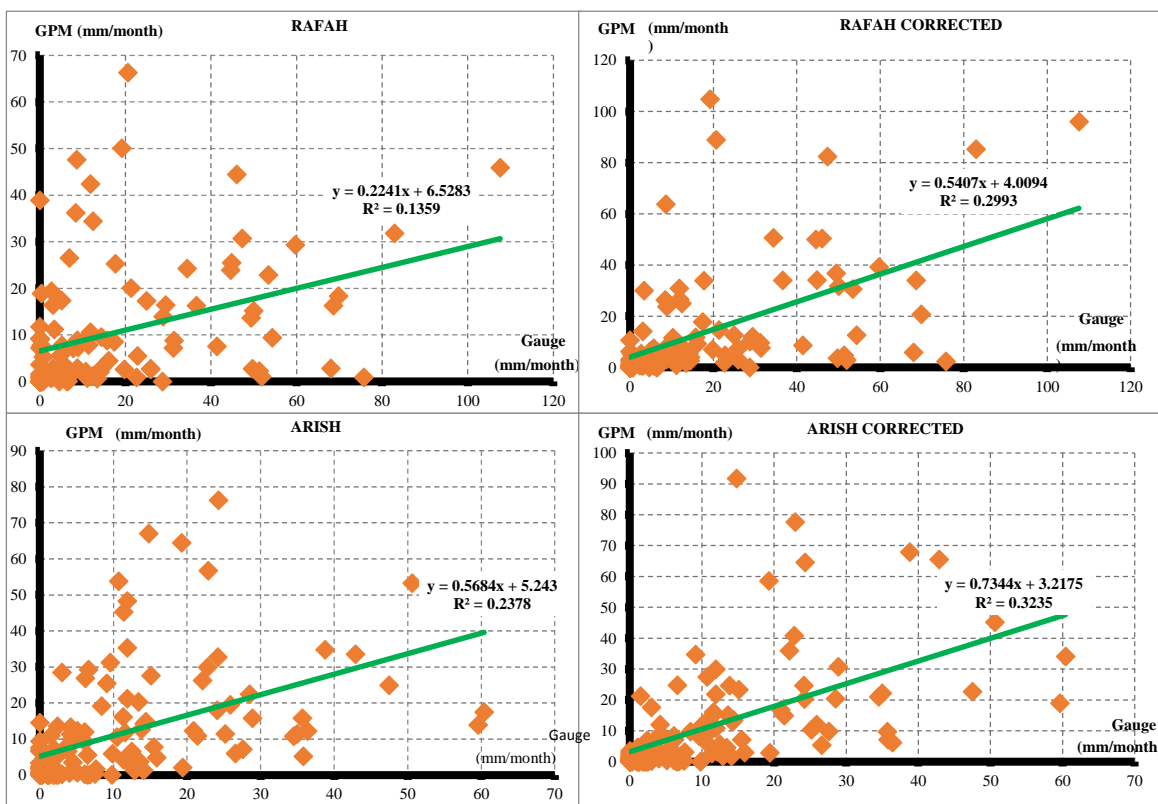 GPM (mm/month)
RAFAH
70
60
50
40
30
20
10
0
y = 0.2241x + 6.5283
R² = 0.1359
Gauge
(mm/month)
0 20 40 60 80 100 120
GPM (mm/month
)
RAFAH CORRECTED
120
100
80
60
40
20
0
y = 0.5407x + 4.0094
R² = 0.2993
Gauge
(mm/month
)
0 20 40 60 80 100 120
GPM (mm/month)
ARISH
90
80
70
60
50
40
30
20
10
0
y = 0.5684x + 5.243
R² = 0.2378
Gauge
(mm/month)
0 10 20 30 40 50 60 70
GPM (mm/month)
ARISH CORRECTED
100
90
80
70
60
50
40
30
20
10
0
y = 0.7344x + 3.2175
R² = 0.3235
Gauge
(mm/month)
0 10 20 30 40 50 60 70